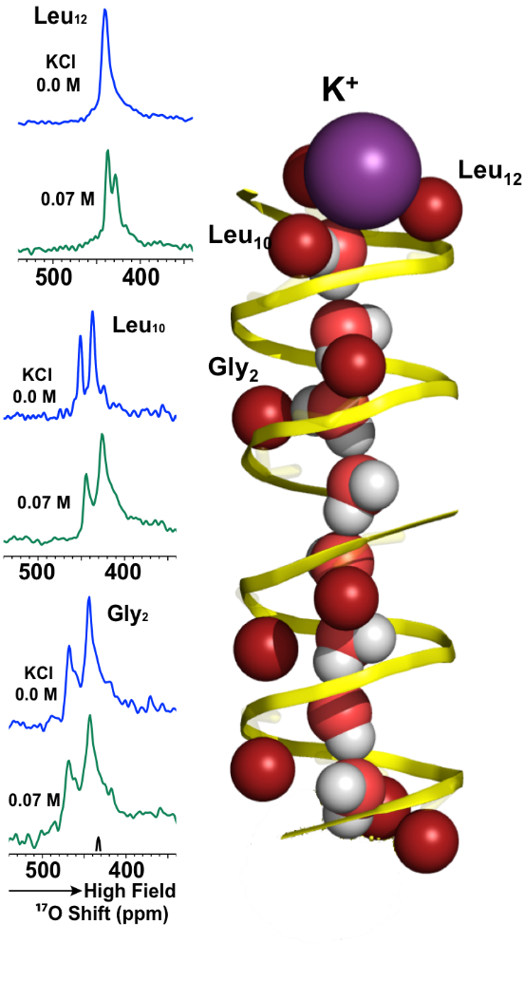 Leu₁₂
KCl
0.0 M
0.07 M
500 400
Leu₁₀
KCl
0.0 M
0.07 M
500 400
Gly₂
KCl
0.0 M
0.07 M
500 400
High Field
¹⁷O Shift (ppm)
K⁺
Leu₁₂
Leu₁₀
Gly₂